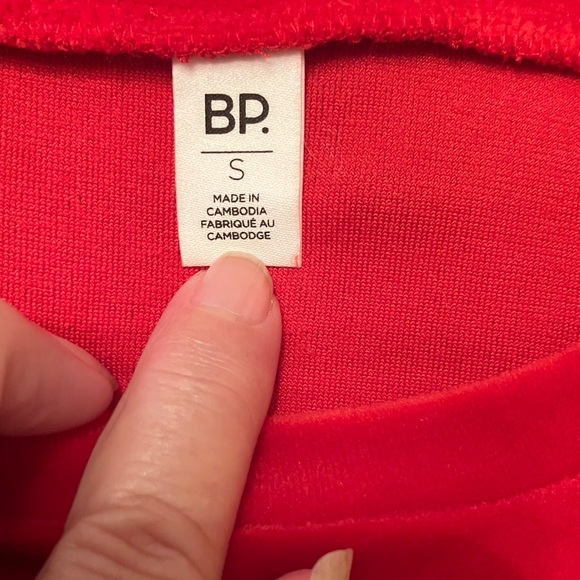 BP.
S
MADE IN
CAMBODIA
FABRIQUÉ AU
CAMBODGE